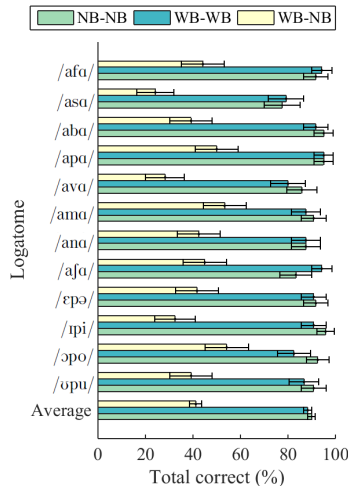 NB-NB WB-WB WB-NB
/afɑ/
/asɑ/
/abɑ/
/apɑ/
/avɑ/
/amɑ/
/anɑ/
/aʃɑ/
/ɛpə/
/ɪpi/
/ɔpo/
/ʊpu/
Average
Logatome
0 20 40 60 80 100
Total correct (%)